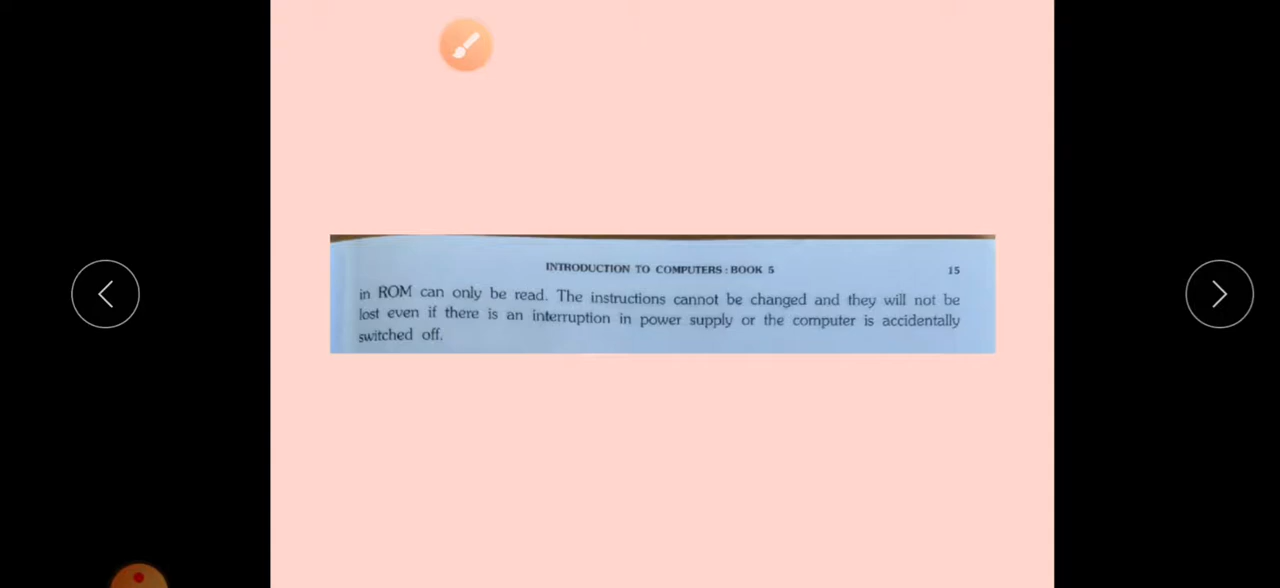 INTRODUCTION TO COMPUTERS : BOOK 5 15
in ROM can only be read. The instructions cannot be changed and they will not be
lost even if there is an interruption in power supply or the computer is accidentally
switched off.